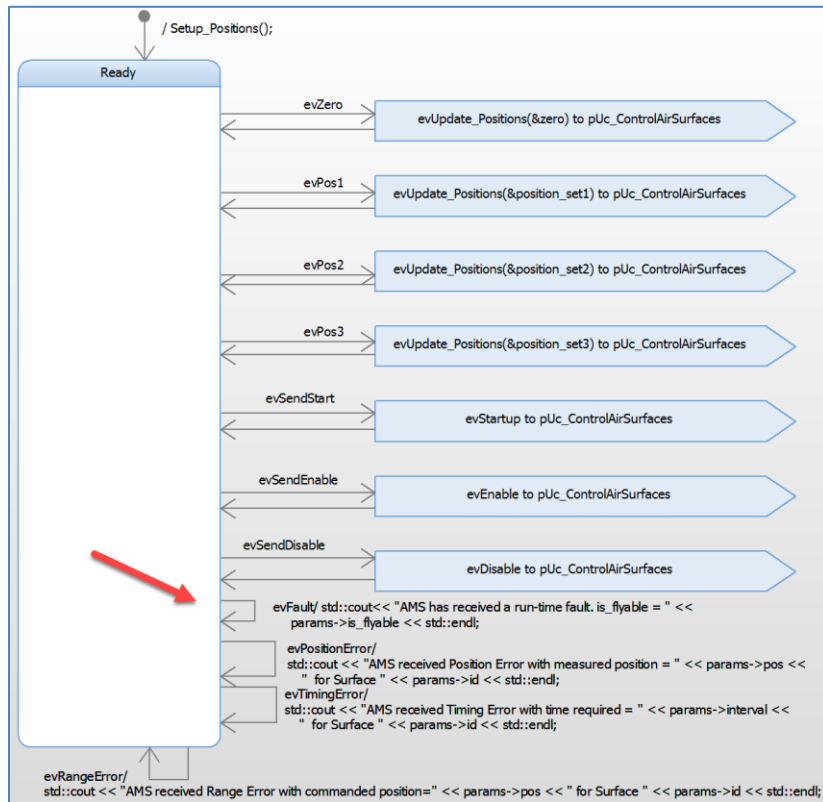 / Setup_Positions();
Ready
evZero
evUpdate_Positions(&zero) to pUc_ControlAirSurfaces
evPos1
evUpdate_Positions(&position_set1) to pUc_ControlAirSurfaces
evPos2
evUpdate_Positions(&position_set2) to pUc_ControlAirSurfaces
evPos3
evUpdate_Positions(&position_set3) to pUc_ControlAirSurfaces
evSendStart
evStartup to pUc_ControlAirSurfaces
evSendEnable
evEnable to pUc_ControlAirSurfaces
evSendDisable
evDisable to pUc_ControlAirSurfaces
evFault/ std::cout<< "AMS has received a run-time fault. is_flyable = " <<
params->is_flyable << std::endl;
evPositionError/
std::cout << "AMS received Position Error with measured position = " << params->pos <<
" for Surface " << params->id << std::endl;
evTimingError/
std::cout << "AMS received Timing Error with time required = " << params->interval <<
" for Surface " << params->id << std::endl;
evRangeError/
std::cout << "AMS received Range Error with commanded position=" << params->pos << " for Surface " << params->id << std::endl;